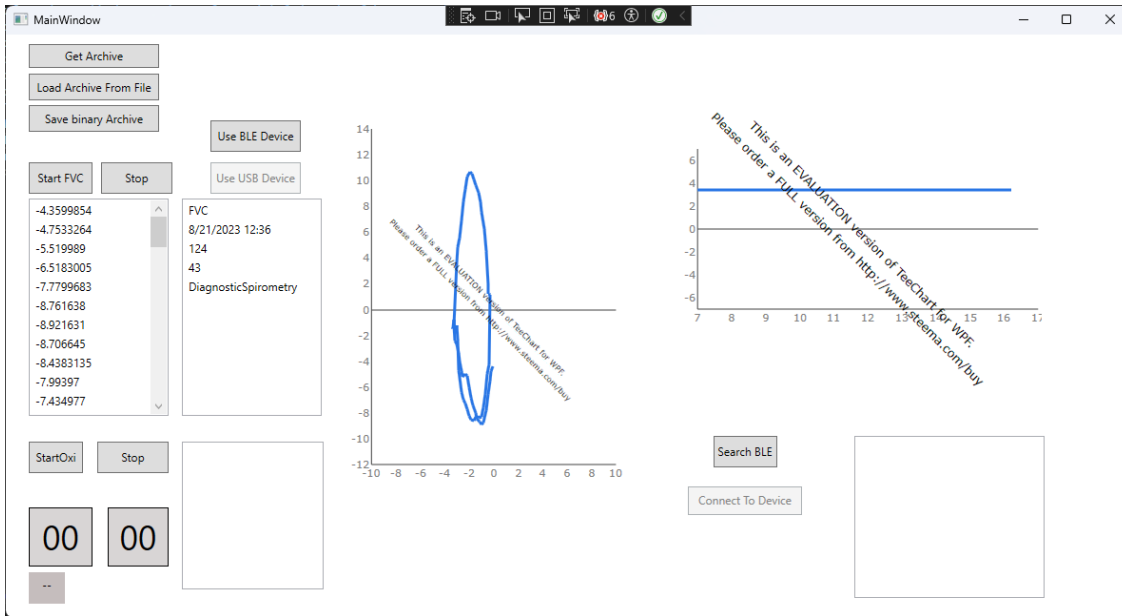 MainWindow
6
Get Archive
Load Archive From File
Save binary Archive
Use BLE Device
Start FVC
Stop
Use USB Device
-4.3599854
-4.7533264
-5.519989
-6.5183005
-7.7799683
-8.761638
-8.921631
-8.706645
-8.4383135
-7.99397
-7.434977
FVC
8/21/2023 12:36
124
43
DiagnosticSpirometry
14
12
10
8
6
4
2
0
-2
-4
-6
-8
-10
-12
-10 -8 -6 -4 -2 0 2 4 6 8 10
This is an EVALUATION version of TeeChart for WPF.
Please order a FULL version from http://www.steema.com/buy
6
4
2
0
-2
-4
-6
7 8 9 10 11 12 13 14 15 16 17
This is an EVALUATION version of TeeChart for WPF.
Please order a FULL version from http://www.steema.com/buy
StartOxi
Stop
00
00
--
Search BLE
Connect To Device